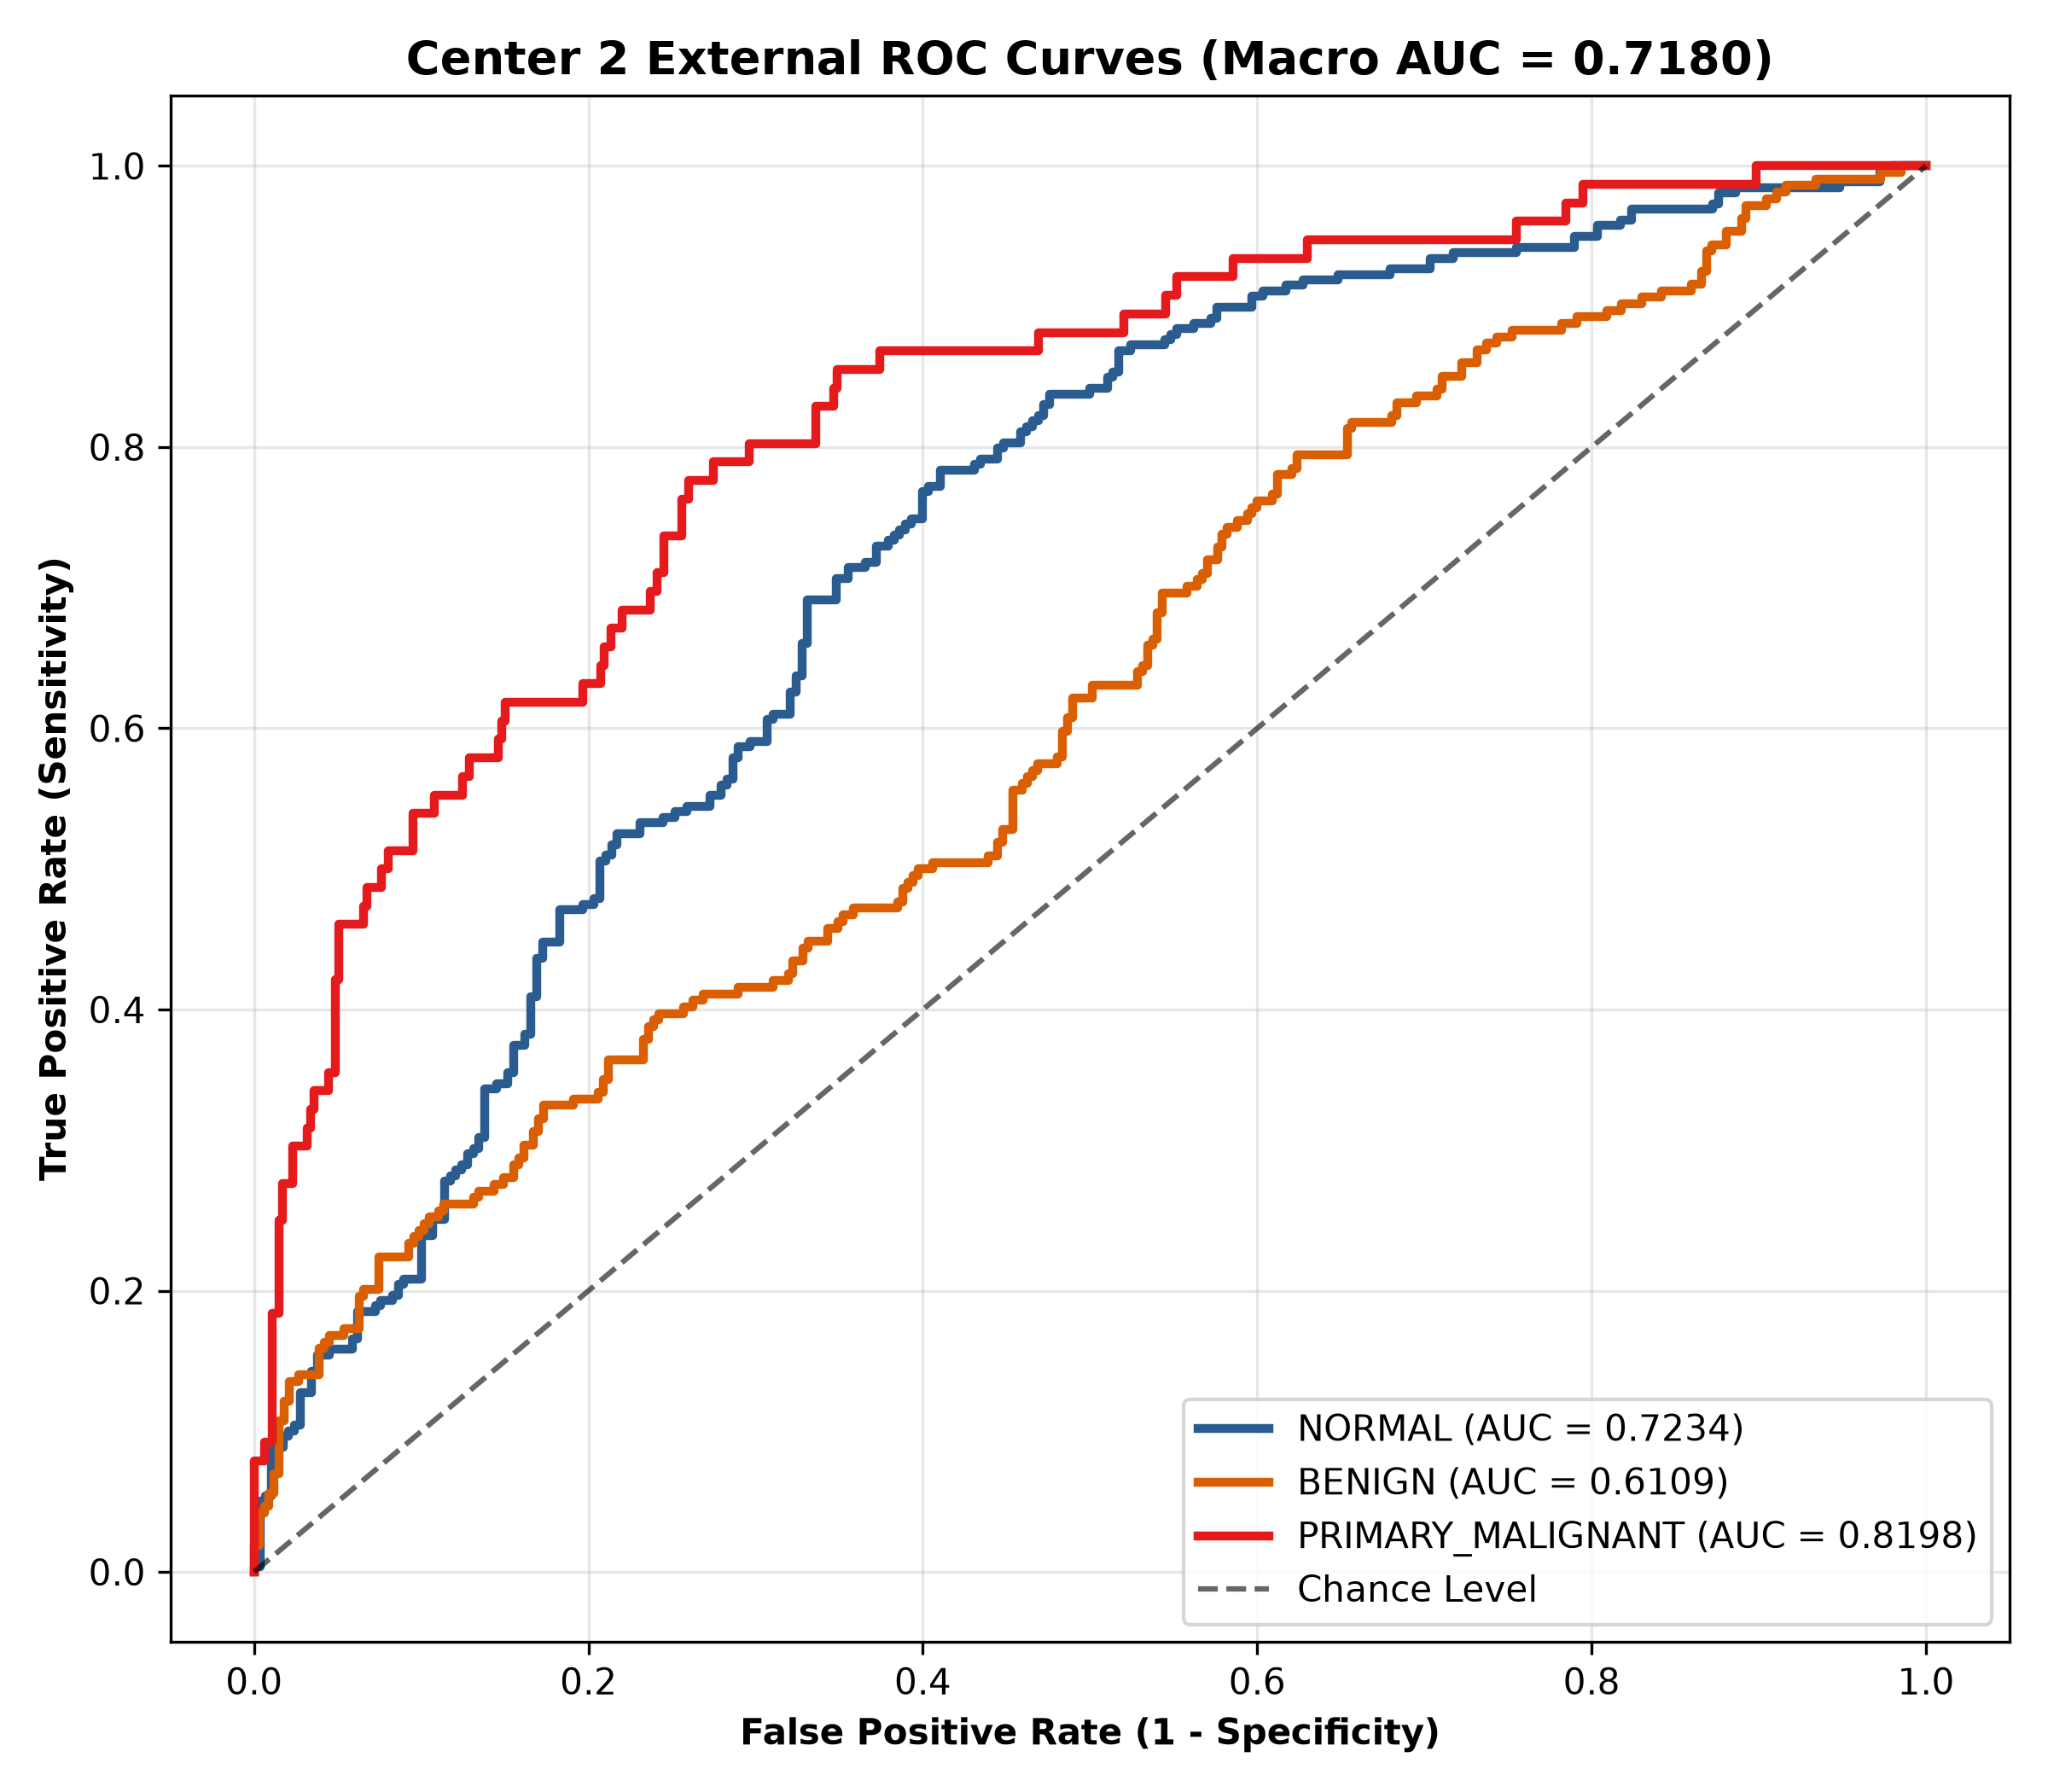 Center 2 External ROC Curves (Macro AUC = 0.7180)
True Positive Rate (Sensitivity)
1.0
0.8
0.6
0.4
0.2
0.0
NORMAL (AUC = 0.7234)
BENIGN (AUC = 0.6109)
PRIMARY_MALIGNANT (AUC = 0.8198)
Chance Level
0.0 0.2 0.4 0.6 0.8 1.0
False Positive Rate (1 - Specificity)